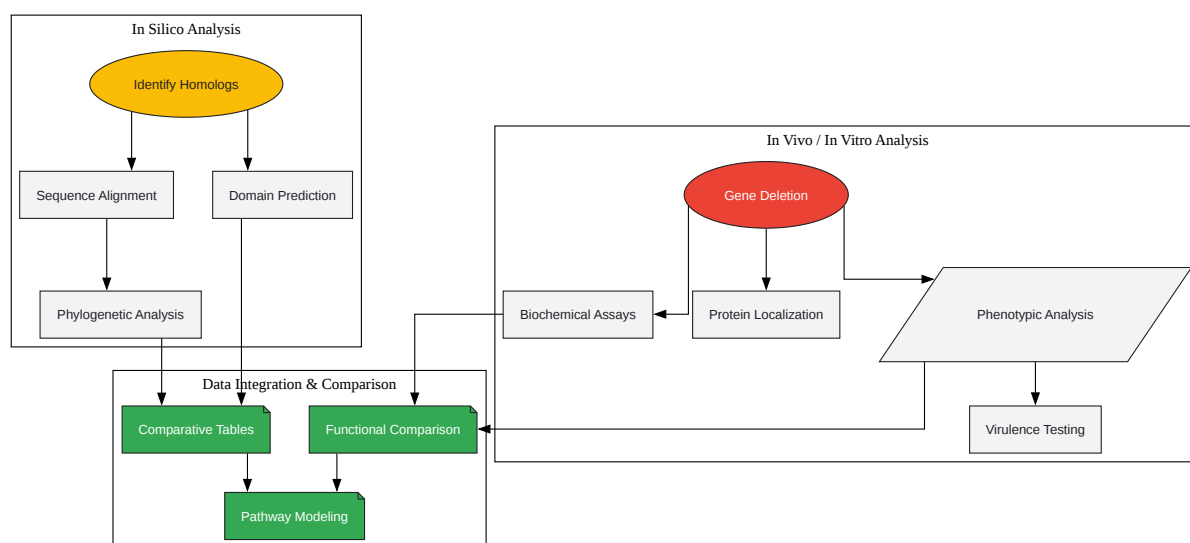 In Silico Analysis
Identify Homologs
Sequence Alignment
Domain Prediction
Phylogenetic Analysis
In Vivo / In Vitro Analysis
Gene Deletion
Biochemical Assays
Protein Localization
Phenotypic Analysis
Virulence Testing
Data Integration & Comparison
Comparative Tables
Functional Comparison
Pathway Modeling